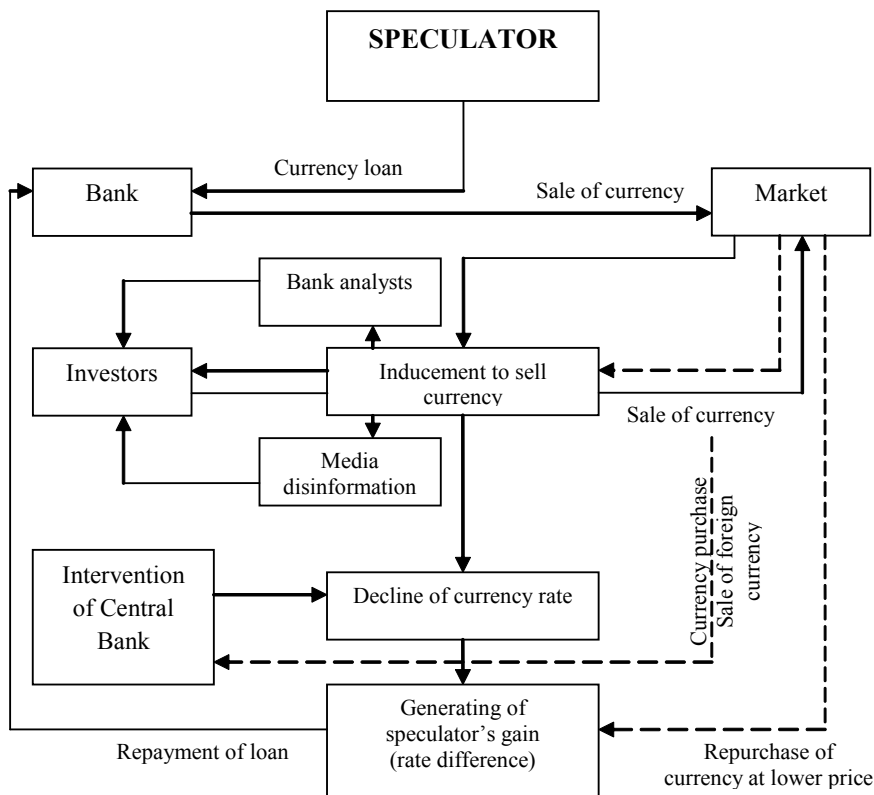 SPECULATOR
Currency loan
Bank
Sale of currency
Market
Bank analysts
Investors
Inducement to sell
currency
Sale of currency
Media
disinformation
Currency purchase
Sale of foreign
currency
Intervention
of Central
Bank
Decline of currency rate
Generating of
speculator’s gain
(rate difference)
Repayment of loan
Repurchase of
currency at lower price